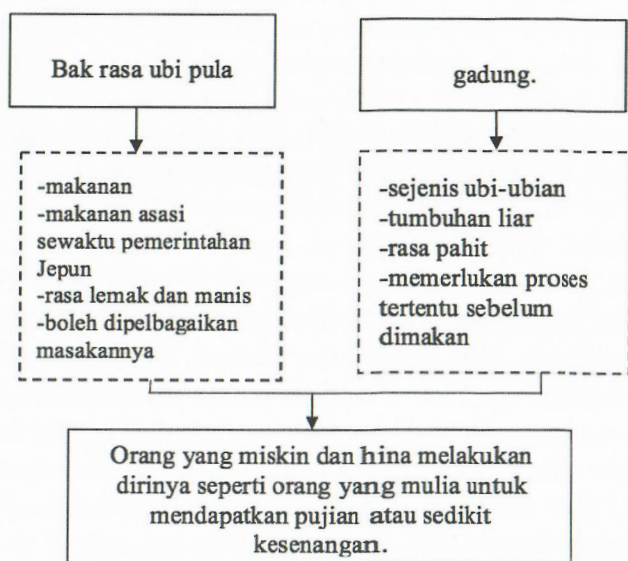 Bak rasa ubi pula
gadung.
-makanan
-makanan asasi
sewaktu pemerintahan
Jepun
-rasa lemak dan manis
-boleh dipelbagaikan
masakannya
-sejenis ubi-ubian
-tumbuhan liar
-rasa pahit
-memerlukan proses
tertentu sebelum
dimakan
Orang yang miskin dan hina melakukan
dirinya seperti orang yang mulia untuk
mendapatkan pujian atau sedikit
kesenangan.